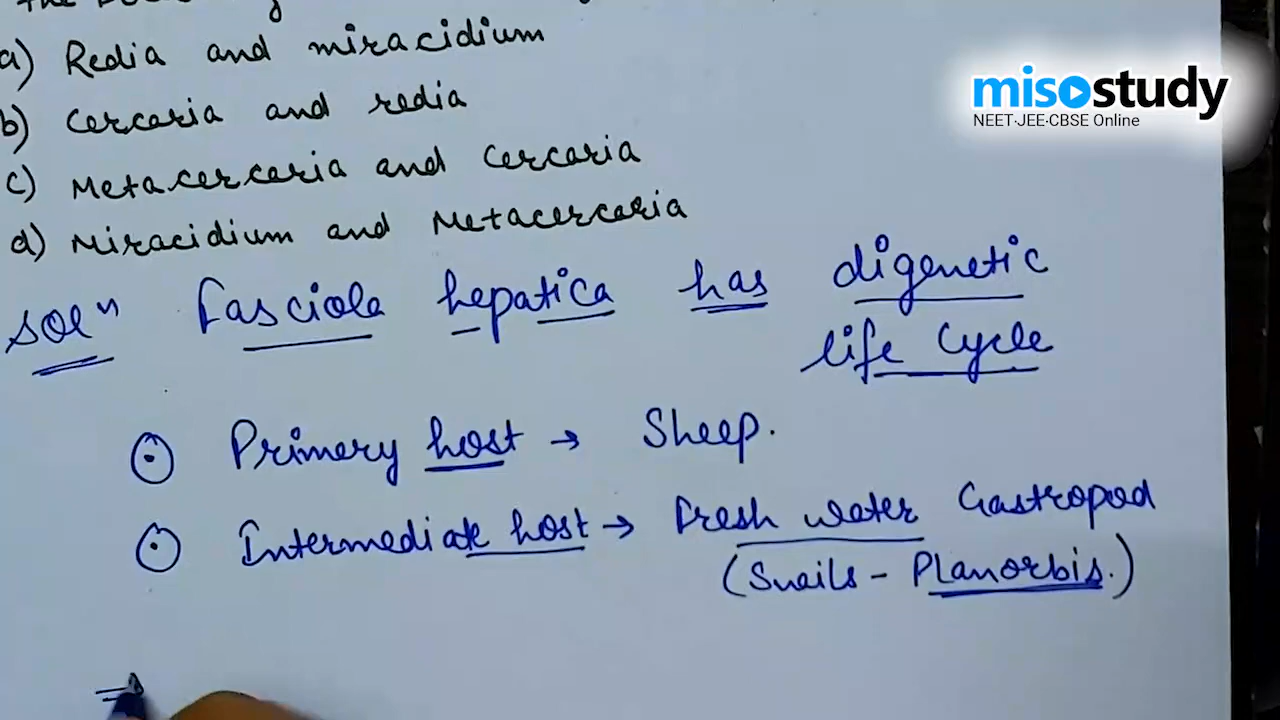 the
a) Redia and miracidium
b) Cercaria and redia
c) Metacercaria and Cercaria
d) Miracidium and Metacercaria
Solⁿ Fasciola hepatica has digenetic
life Cycle
Primery host → Sheep.
Intermediate host → Fresh water Gastropod
(Snails - Planorbis.)
misostudy
NEET-JEE-CBSE Online